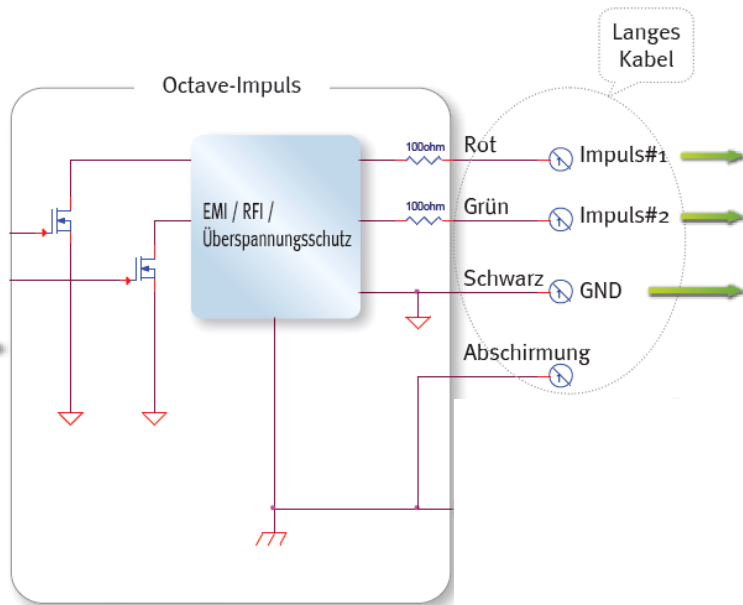 Langes
Kabel
Octave-Impuls
100ohm
Rot
Impuls#1
EMI / RFI /
Überspannungsschutz
100ohm
Grün
Impuls#2
Schwarz
GND
Abschirmung